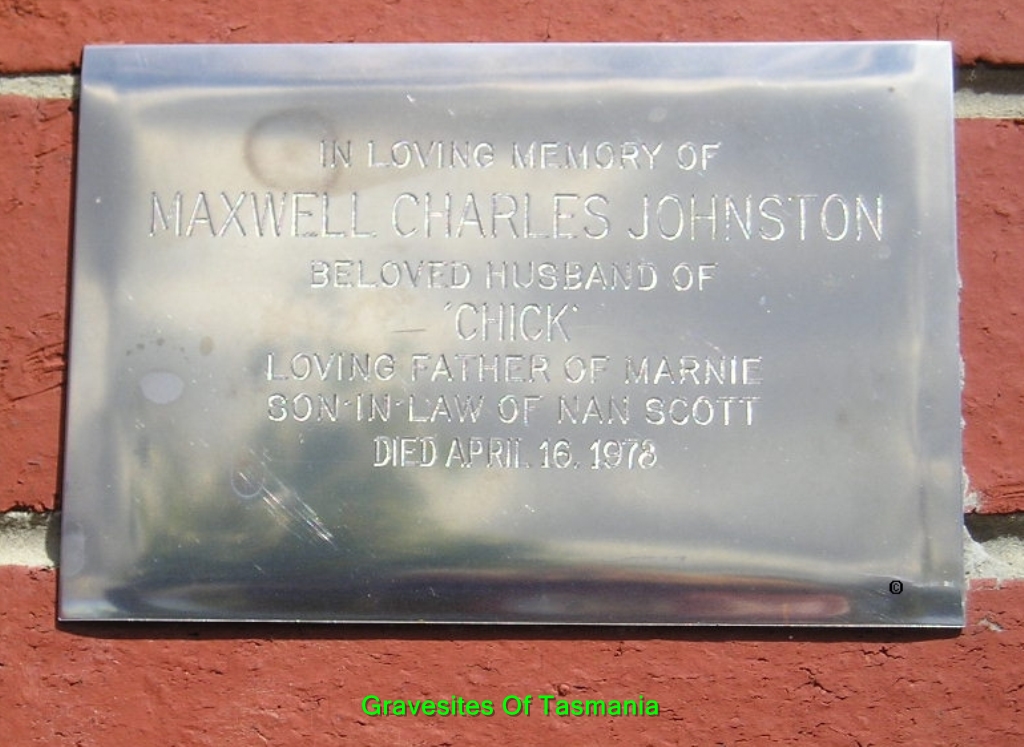 IN LOVING MEMORY OF
MAXWELL CHARLES JOHNSTON
BELOVED HUSBAND OF
'CHICK'
LOVING FATHER OF MARNIE
SON-IN-LAW OF NAN SCOTT
DIED APRIL 16. 1978
©
Gravesites Of Tasmania